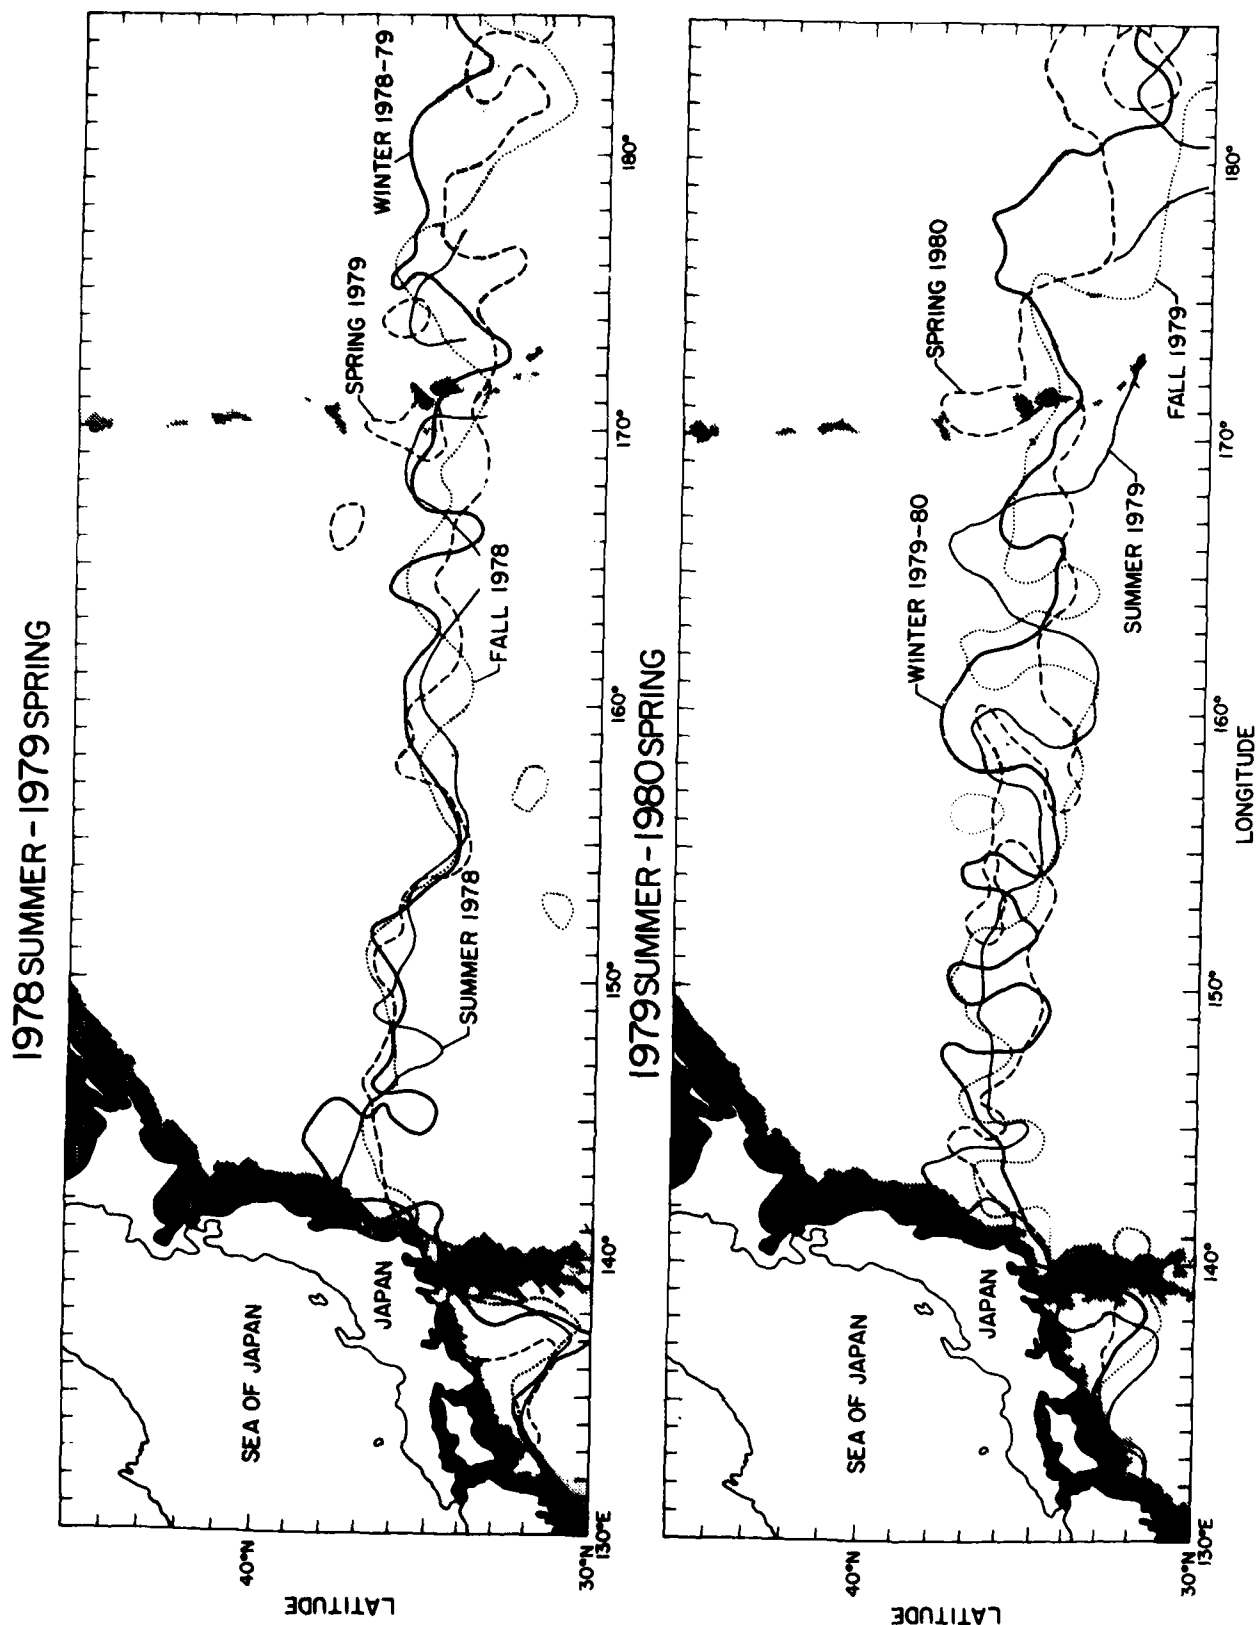 1978 SUMMER – 1979 SPRING
WINTER 1978-79
SPRING 1979
FALL 1978
SUMMER 1978
SEA OF JAPAN
JAPAN
LATITUDE
40°N
30°N
130°E
140°
150°
160°
170°
180°
1979 SUMMER – 1980 SPRING
SPRING 1980
WINTER 1979-80
FALL 1979
SUMMER 1979
SEA OF JAPAN
JAPAN
LATITUDE
40°N
30°N
130°E
140°
150°
160°
170°
180°
LONGITUDE